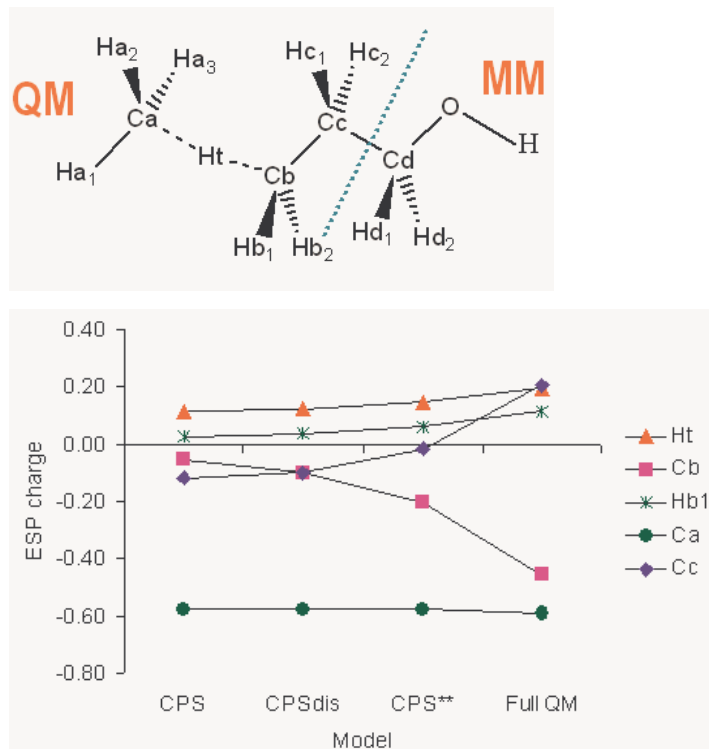 Ha₂ Ha₃ Hc₁ Hc₂
QM MM
Ca Cc O
Ht Cd H
Ha₁ Cb
Hb₁ Hb₂ Hd₁ Hd₂
0.40
0.20
0.00
-0.20
-0.40
-0.60
-0.80
ESP charge
CPS CPSdis CPS** Full QM
Model
Ht
Cb
Hb1
Ca
Cc